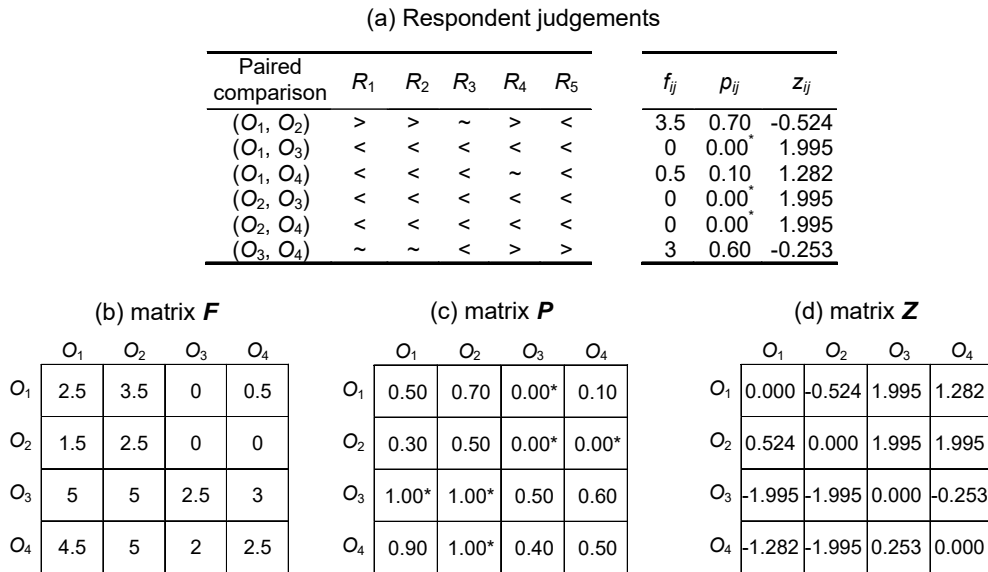 (a) Respondent judgements
Paired comparison R1 R2 R3 R4 R5 fij pij zij
(O1, O2) > > ~ > < 3.5 0.70 -0.524
(O1, O3) < < < < < 0 0.00* 1.995
(O1, O4) < < < ~ < 0.5 0.10 1.282
(O2, O3) < < < < < 0 0.00* 1.995
(O2, O4) < < < < < 0 0.00* 1.995
(O3, O4) ~ ~ < > > 3 0.60 -0.253
(b) matrix F
O1 O2 O3 O4
O1 2.5 3.5 0 0.5
O2 1.5 2.5 0 0
O3 5 5 2.5 3
O4 4.5 5 2 2.5
(c) matrix P
O1 O2 O3 O4
O1 0.50 0.70 0.00* 0.10
O2 0.30 0.50 0.00* 0.00*
O3 1.00* 1.00* 0.50 0.60
O4 0.90 1.00* 0.40 0.50
(d) matrix Z
O1 O2 O3 O4
O1 0.000 -0.524 1.995 1.282
O2 0.524 0.000 1.995 1.995
O3 -1.995 -1.995 0.000 -0.253
O4 -1.282 -1.995 0.253 0.000